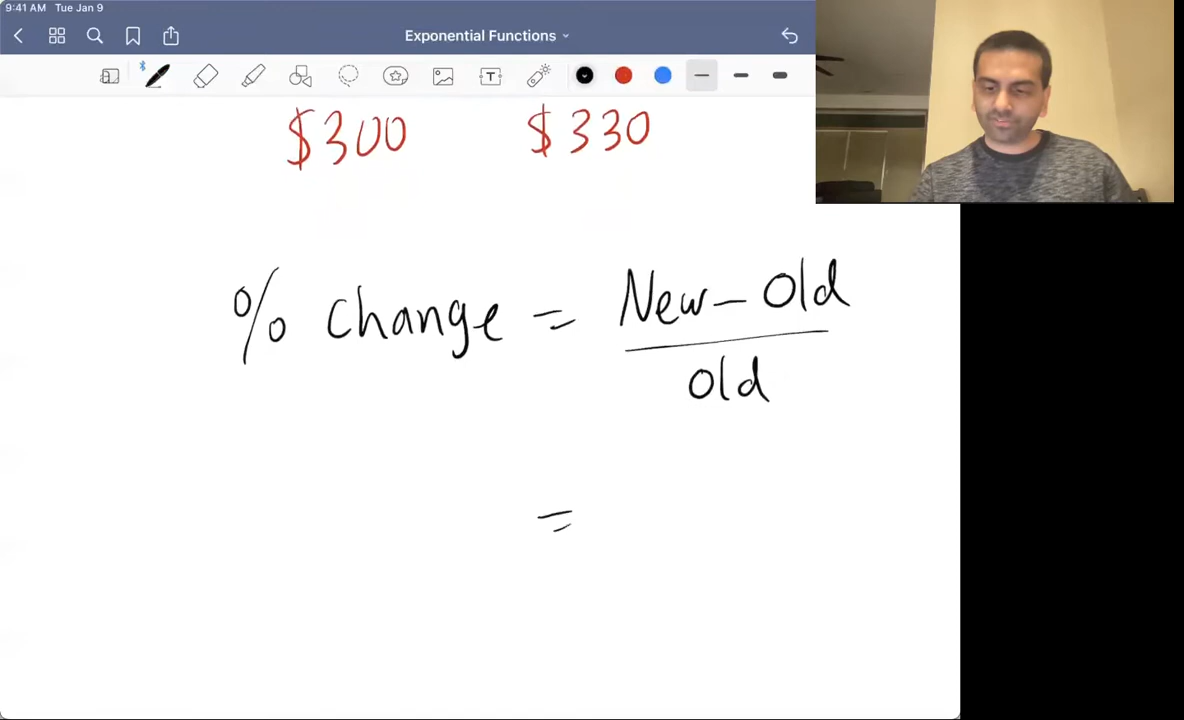 9:41 AM Tue Jan 9
Exponential Functions
T
$300 $330
% Change = New - Old
Old
=